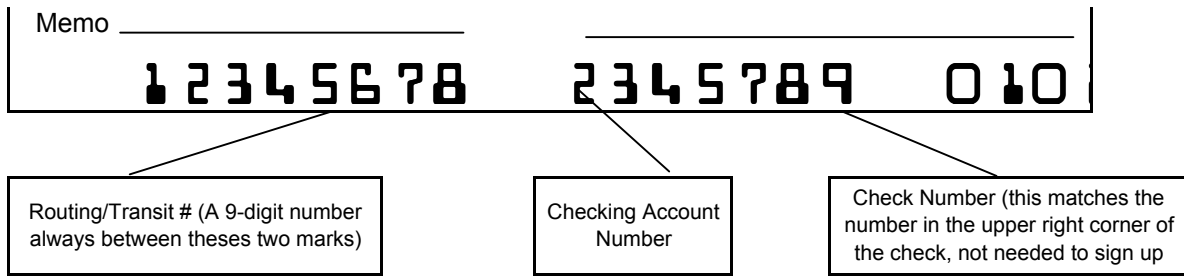 Memo
12345678 2345789 010
Routing/Transit # (A 9-digit number
always between theses two marks)
Checking Account
Number
Check Number (this matches the
number in the upper right corner of
the check, not needed to sign up